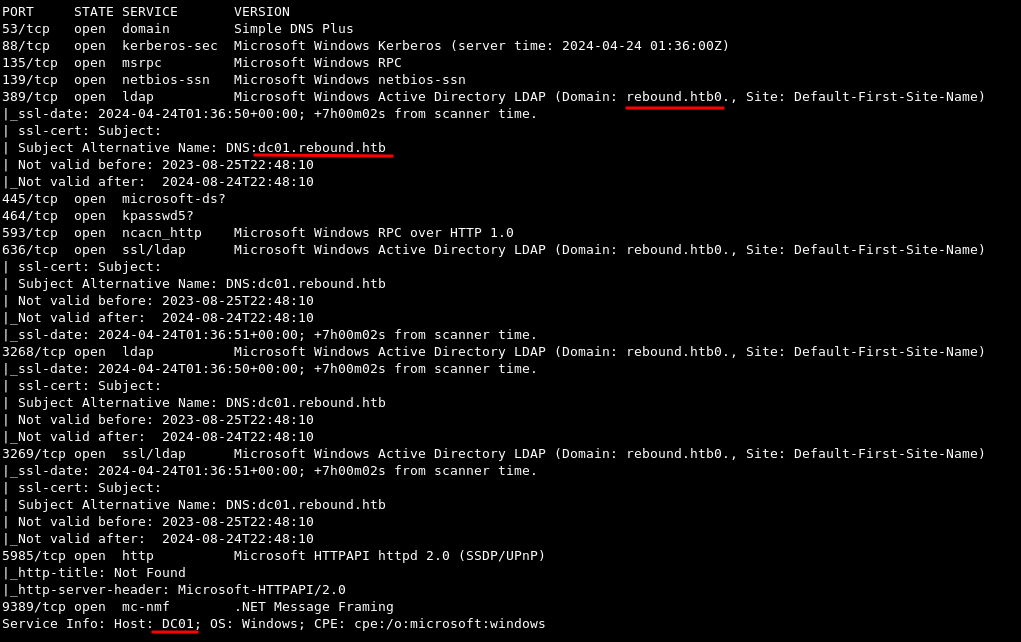 PORT     STATE SERVICE       VERSION
53/tcp   open  domain        Simple DNS Plus
88/tcp   open  kerberos-sec  Microsoft Windows Kerberos (server time: 2024-04-24 01:36:00Z)
135/tcp  open  msrpc         Microsoft Windows RPC
139/tcp  open  netbios-ssn   Microsoft Windows netbios-ssn
389/tcp  open  ldap          Microsoft Windows Active Directory LDAP (Domain: rebound.htb0., Site: Default-First-Site-Name)
|_ssl-date: 2024-04-24T01:36:50+00:00; +7h00m02s from scanner time.
| ssl-cert: Subject:
| Subject Alternative Name: DNS:dc01.rebound.htb
| Not valid before: 2023-08-25T22:48:10
|_Not valid after:  2024-08-24T22:48:10
445/tcp  open  microsoft-ds?
464/tcp  open  kpasswd5?
593/tcp  open  ncacn_http    Microsoft Windows RPC over HTTP 1.0
636/tcp  open  ssl/ldap      Microsoft Windows Active Directory LDAP (Domain: rebound.htb0., Site: Default-First-Site-Name)
| ssl-cert: Subject:
| Subject Alternative Name: DNS:dc01.rebound.htb
| Not valid before: 2023-08-25T22:48:10
|_Not valid after:  2024-08-24T22:48:10
|_ssl-date: 2024-04-24T01:36:51+00:00; +7h00m02s from scanner time.
3268/tcp open  ldap          Microsoft Windows Active Directory LDAP (Domain: rebound.htb0., Site: Default-First-Site-Name)
|_ssl-date: 2024-04-24T01:36:50+00:00; +7h00m02s from scanner time.
| ssl-cert: Subject:
| Subject Alternative Name: DNS:dc01.rebound.htb
| Not valid before: 2023-08-25T22:48:10
|_Not valid after:  2024-08-24T22:48:10
3269/tcp open  ssl/ldap      Microsoft Windows Active Directory LDAP (Domain: rebound.htb0., Site: Default-First-Site-Name)
|_ssl-date: 2024-04-24T01:36:51+00:00; +7h00m02s from scanner time.
| ssl-cert: Subject:
| Subject Alternative Name: DNS:dc01.rebound.htb
| Not valid before: 2023-08-25T22:48:10
|_Not valid after:  2024-08-24T22:48:10
5985/tcp open  http          Microsoft HTTPAPI httpd 2.0 (SSDP/UPnP)
|_http-title: Not Found
|_http-server-header: Microsoft-HTTPAPI/2.0
9389/tcp open  mc-nmf        .NET Message Framing
Service Info: Host: DC01; OS: Windows; CPE: cpe:/o:microsoft:windows